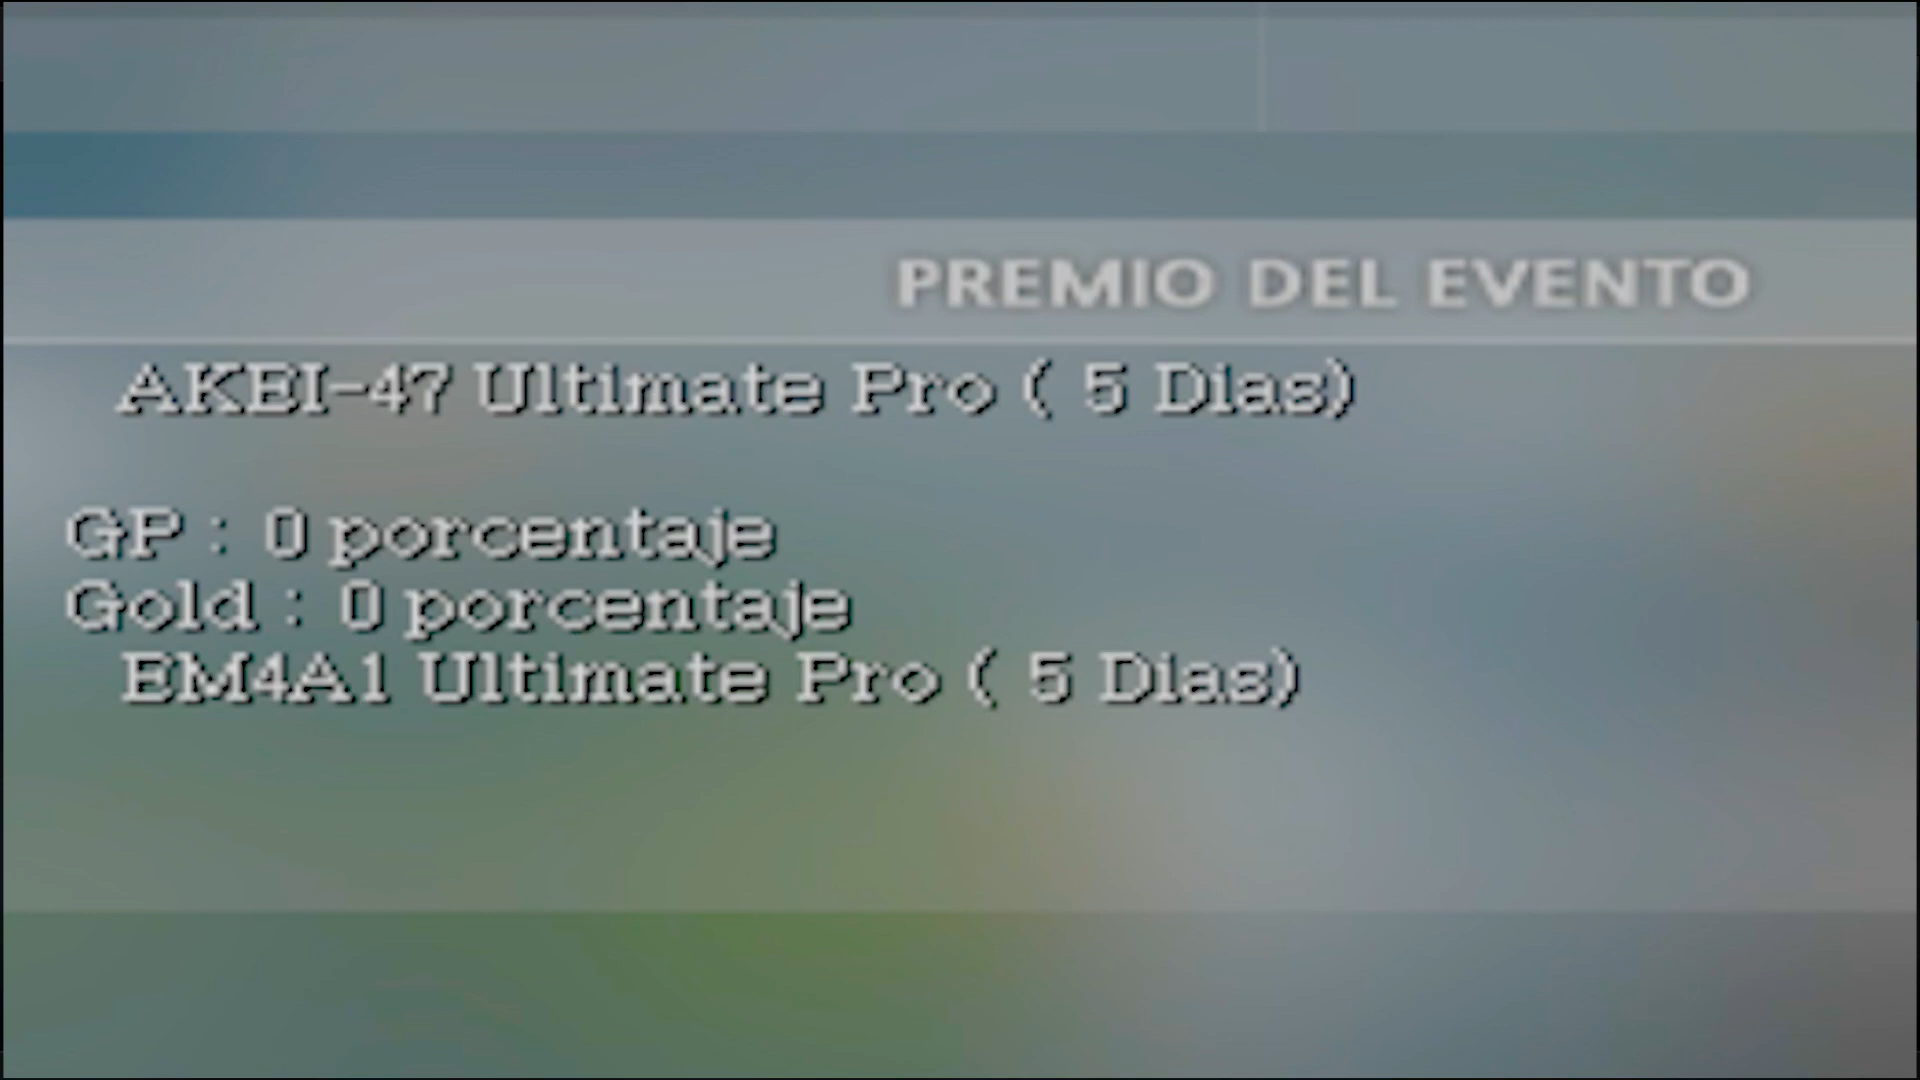 PREMIO DEL EVENTO
AKEI-47 Ultimate Pro ( 5 Dias)
GP : 0 porcentaje
Gold : 0 porcentaje
EM4A1 Ultimate Pro ( 5 Dias)